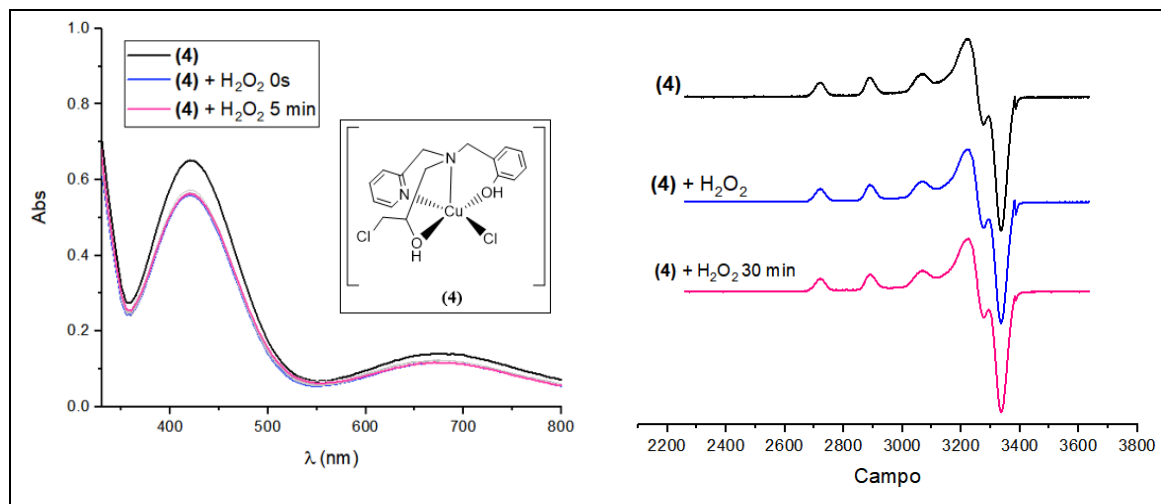 (4)
(4) + H₂O₂ 0s
(4) + H₂O₂ 5 min
Abs
1.0
0.8
0.6
0.4
0.2
0.0
400
500
600
700
800
λ (nm)
N
N
OH
Cu
Cl
Cl
O
H
(4)
(4)
(4) + H₂O₂
(4) + H₂O₂ 30 min
2200
2400
2600
2800
3000
3200
3400
3600
3800
Campo